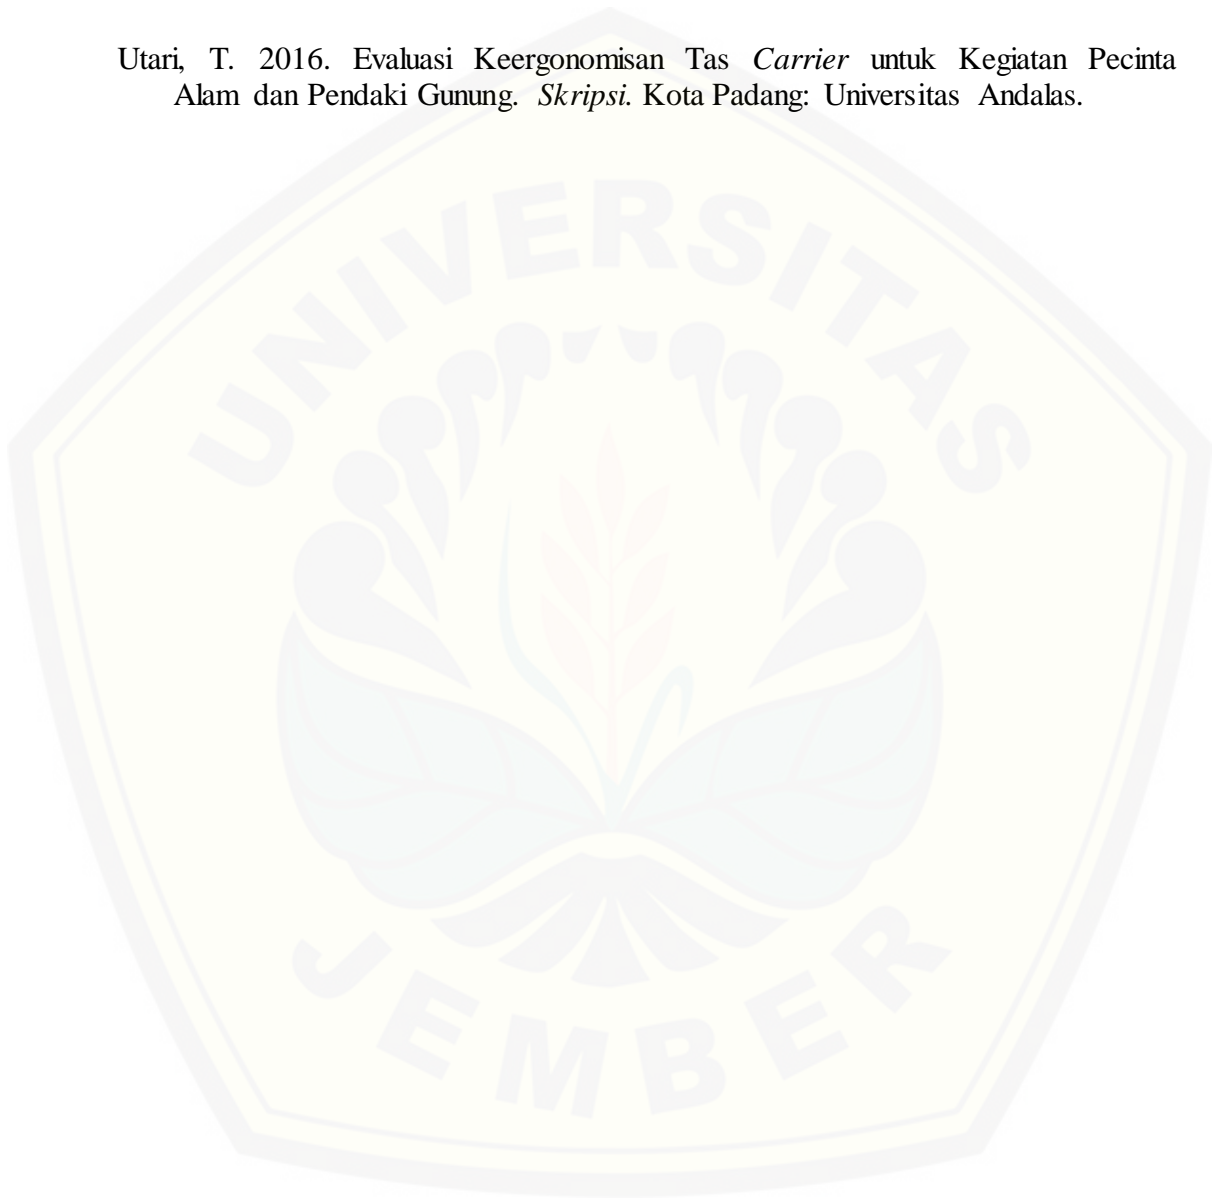 Utari, T. 2016. Evaluasi Keergonomisan Tas Carrier untuk Kegiatan Pecinta
Alam dan Pendaki Gunung. Skripsi. Kota Padang: Universitas Andalas.
UNIVERSITAS
JEMBER